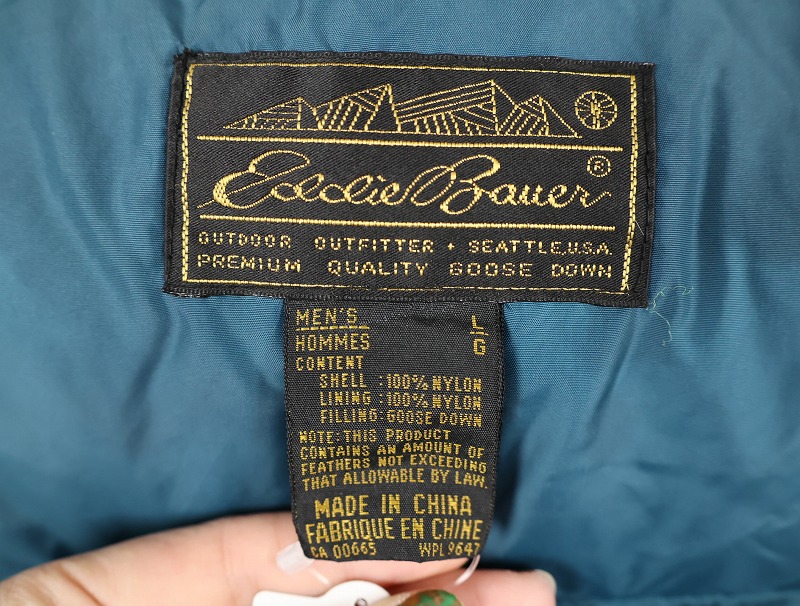 Eddie Bauer ®
OUTDOOR OUTFITTER • SEATTLE,U.S.A.
PREMIUM QUALITY GOOSE DOWN
MEN'S L
HOMMES G
CONTENT
SHELL :100% NYLON
LINING :100% NYLON
FILLING:GOOSE DOWN
NOTE:THIS PRODUCT
CONTAINS AN AMOUNT OF
FEATHERS NOT EXCEEDING
THAT ALLOWABLE BY LAW.
MADE IN CHINA
FABRIQUE EN CHINE
CA 00665 WPL 9647